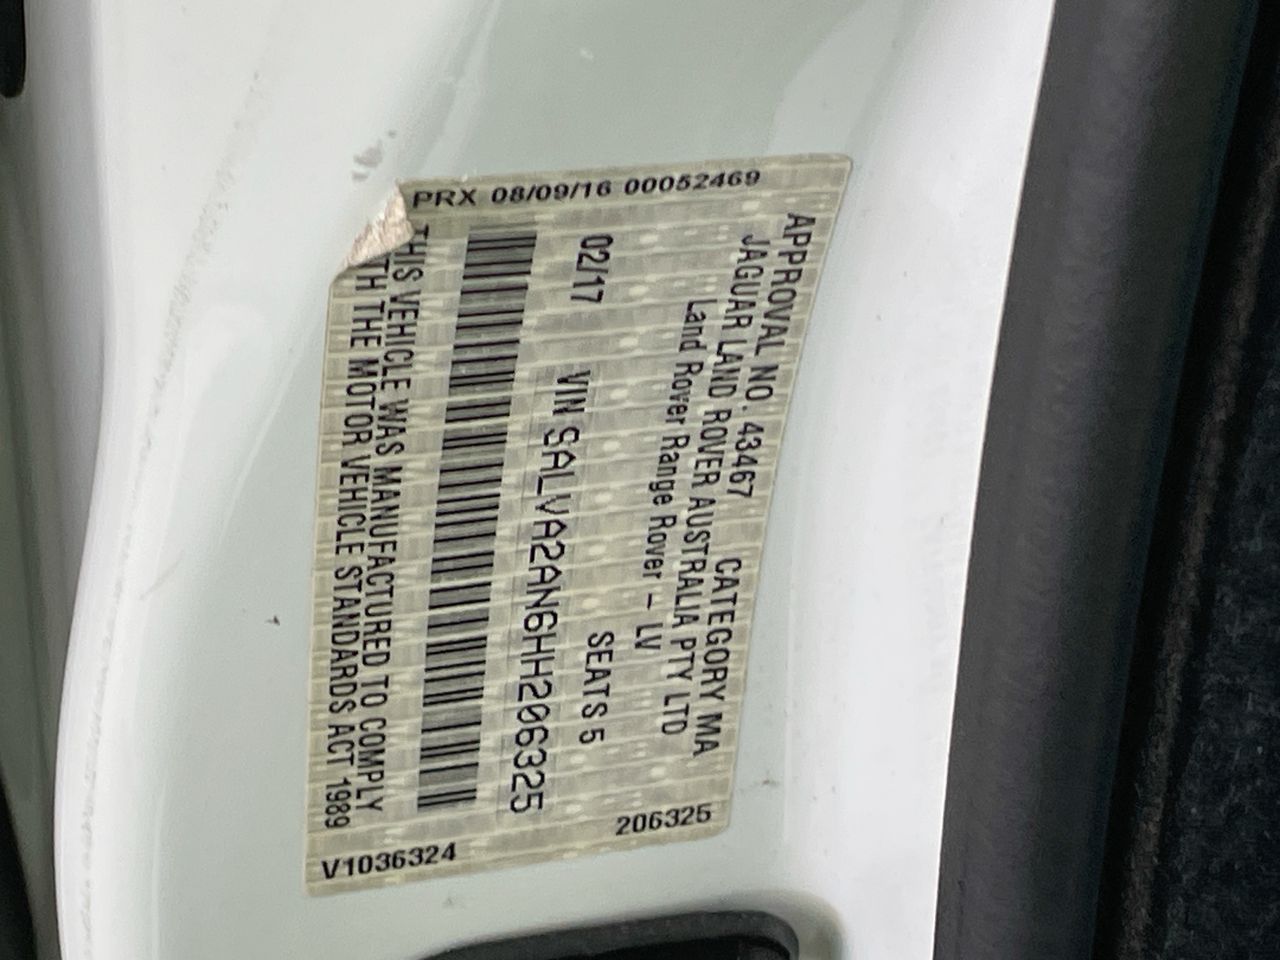 PRX 08/09/16 00052469
APPROVAL NO. 43467 CATEGORY MA
JAGUAR LAND ROVER AUSTRALIA PTY LTD
Land Rover Range Rover - LV
02/17 SEATS 5
VIN SALVA2AN6HH206325
THIS VEHICLE WAS MANUFACTURED TO COMPLY
TH THE MOTOR VEHICLE STANDARDS ACT 1989
206325
V1036324